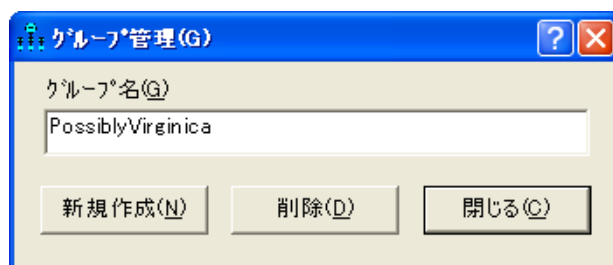 ｸﾞﾙｰﾌﾟ管理(G)
ｸﾞﾙｰﾌﾟ名(G)
PossiblyVirginica
新規作成(N)
削除(D)
閉じる(C)